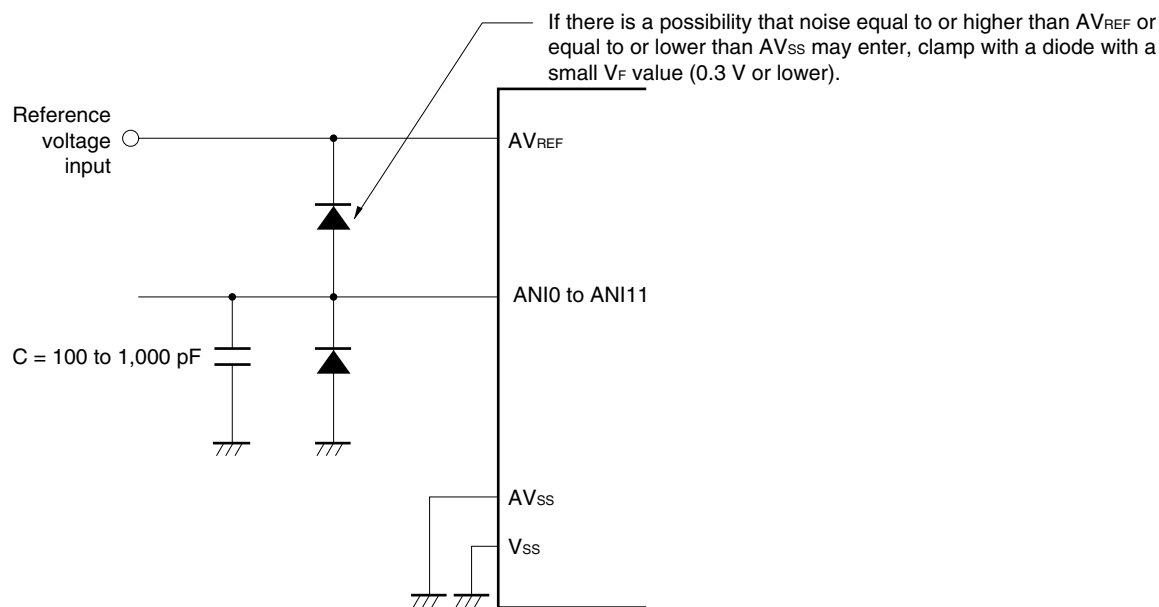 If there is a possibility that noise equal to or higher than AVREF or
equal to or lower than AVSS may enter, clamp with a diode with a
small VF value (0.3 V or lower).
Reference
voltage
input
AVREF
ANI0 to ANI11
C = 100 to 1,000 pF
AVSS
VSS